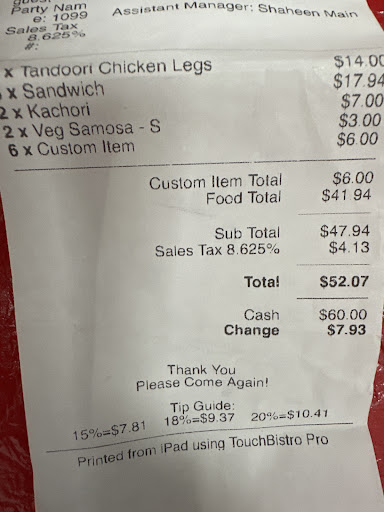 Party Nam
e: 1099
Assistant Manager: Shaheen Main
Sales Tax
8.625%
#:
x Tandoori Chicken Legs $14.00
x Sandwich $17.94
2 x Kachori $7.00
2 x Veg Samosa - S $3.00
6 x Custom Item $6.00
Custom Item Total $6.00
Food Total $41.94
Sub Total $47.94
Sales Tax 8.625% $4.13
Total $52.07
Cash $60.00
Change $7.93
Thank You
Please Come Again!
Tip Guide:
15%=$7.81 18%=$9.37 20%=$10.41
Printed from iPad using TouchBistro Pro